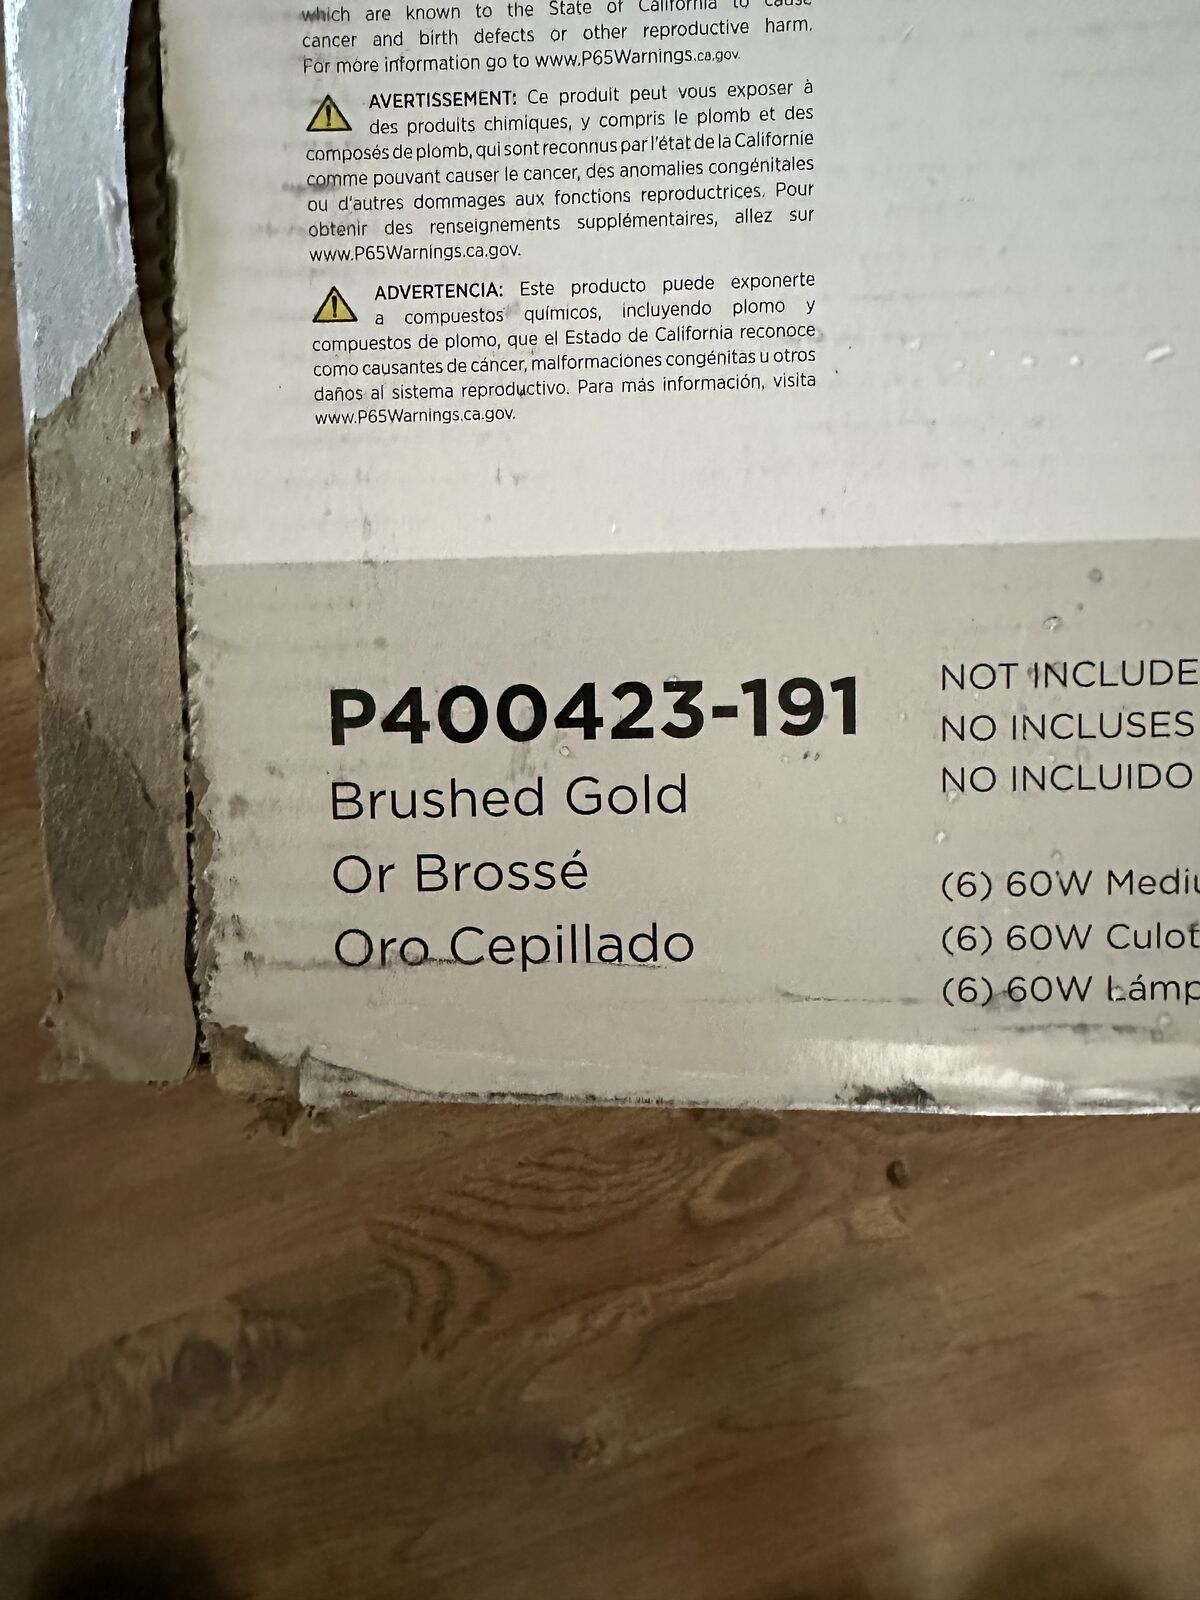 which are known to the State of California to cause
cancer and birth defects or other reproductive harm.
For more information go to www.P65Warnings.ca.gov.
AVERTISSEMENT: Ce produit peut vous exposer à
des produits chimiques, y compris le plomb et des
composés de plomb, qui sont reconnus par l'état de la Californie
comme pouvant causer le cancer, des anomalies congénitales
ou d'autres dommages aux fonctions reproductrices. Pour
obtenir des renseignements supplémentaires, allez sur
www.P65Warnings.ca.gov.
ADVERTENCIA: Este producto puede exponerte
a compuestos químicos, incluyendo plomo y
compuestos de plomo, que el Estado de California reconoce
como causantes de cáncer, malformaciones congénitas u otros
daños al sistema reproductivo. Para más información, visita
www.P65Warnings.ca.gov.
P400423-191
Brushed Gold
Or Brossé
Oro Cepillado
NOT INCLUDE
NO INCLUSES
NO INCLUIDO
(6) 60W Mediu
(6) 60W Culot
(6) 60W Lámp